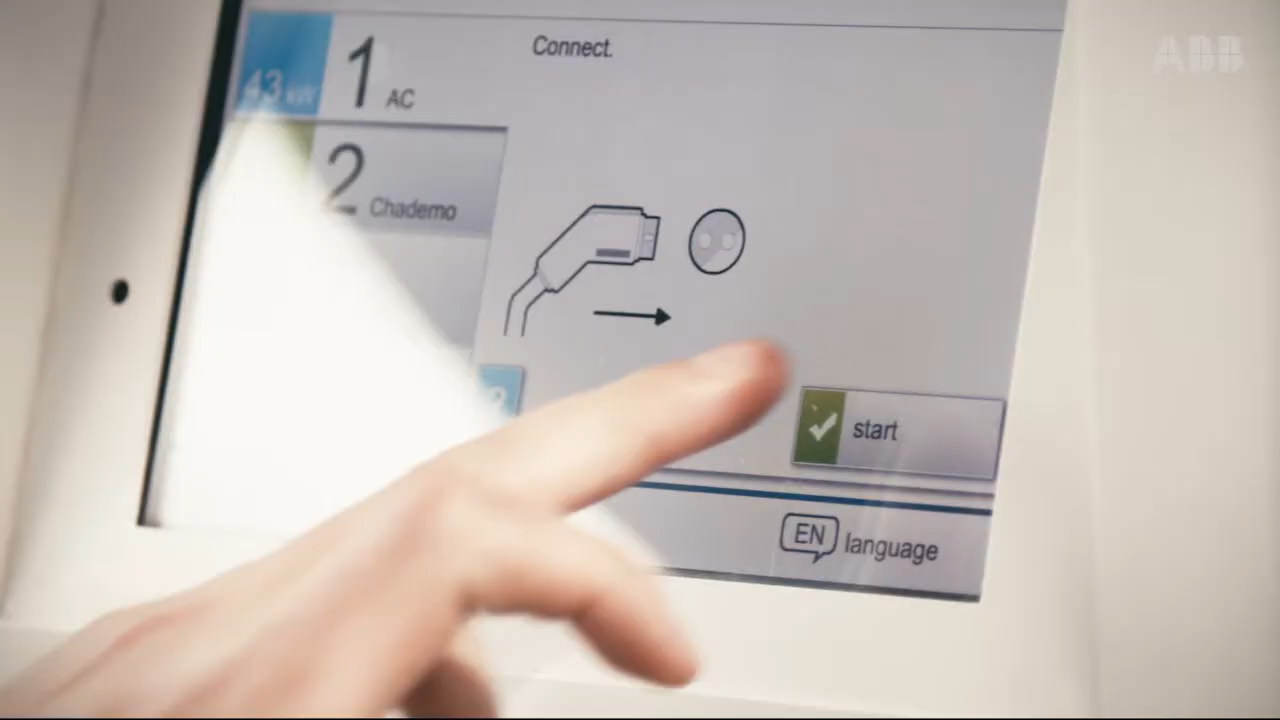 Connect.
43 kW
1 AC
2 Chademo
start
EN language
ABB